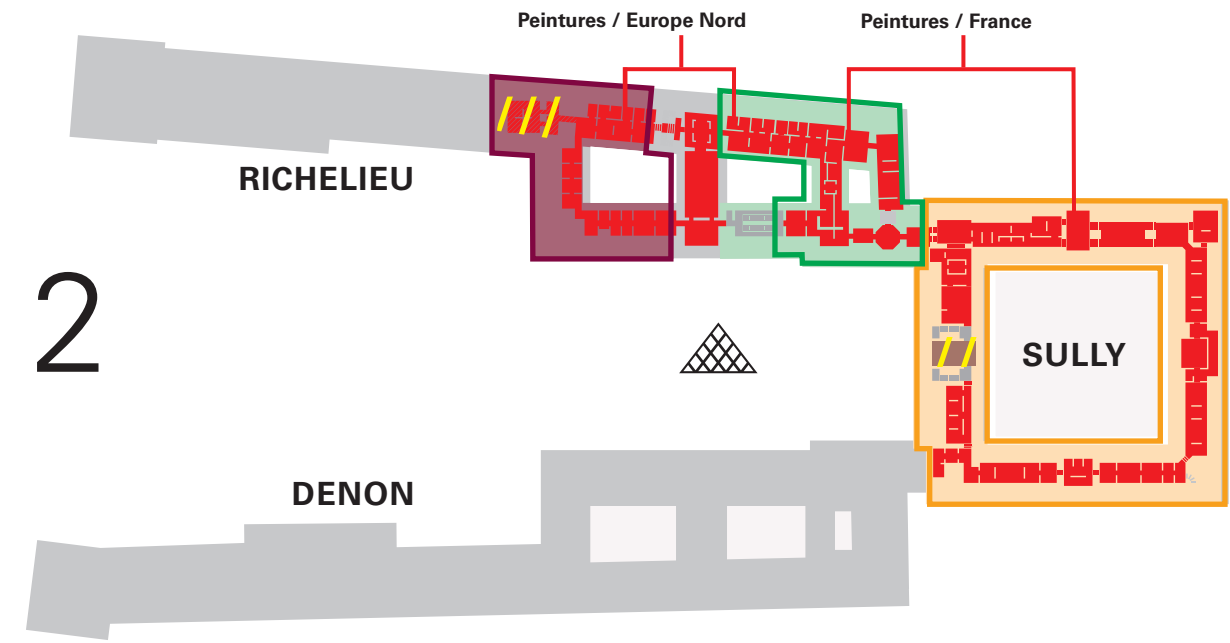 Peintures / Europe Nord
Peintures / France
RICHELIEU
2
SULLY
DENON